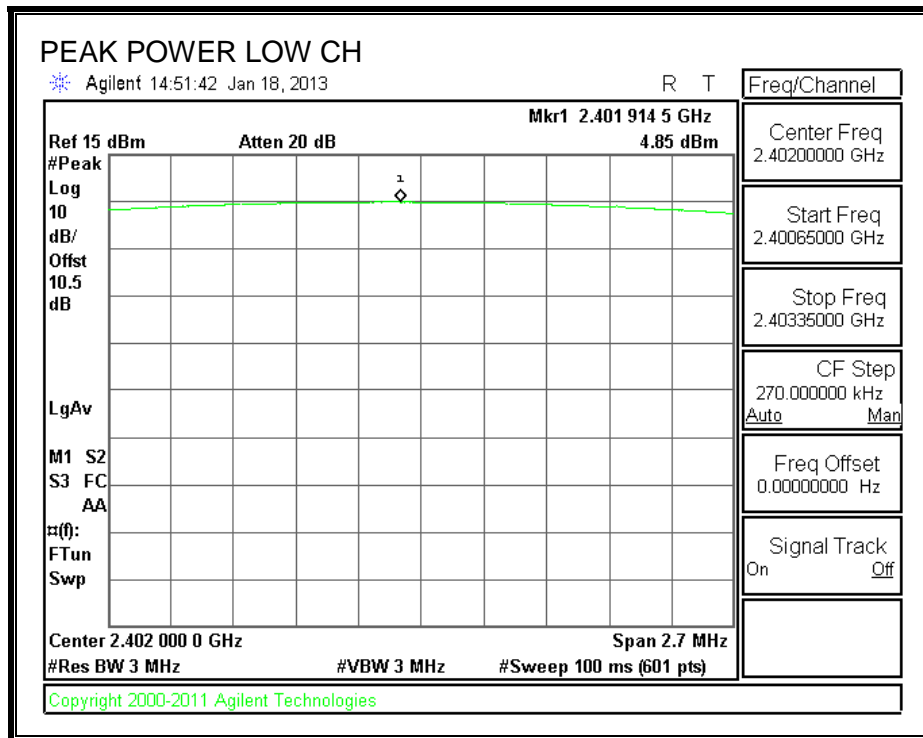 PEAK POWER LOW CH
Agilent 14:51:42 Jan 18, 2013 R T
Mkr1 2.401 914 5 GHz
Ref 15 dBm Atten 20 dB 4.85 dBm
#Peak
Log
10
dB/
Offst
10.5
dB
LgAv
M1 S2
S3 FC
AA
¤(f):
FTun
Swp
1
Center 2.402 000 0 GHz Span 2.7 MHz
#Res BW 3 MHz #VBW 3 MHz #Sweep 100 ms (601 pts)
Copyright 2000-2011 Agilent Technologies
Freq/Channel
Center Freq
2.40200000 GHz
Start Freq
2.40065000 GHz
Stop Freq
2.40335000 GHz
CF Step
270.000000 kHz
Auto Man
Freq Offset
0.00000000 Hz
Signal Track
On Off